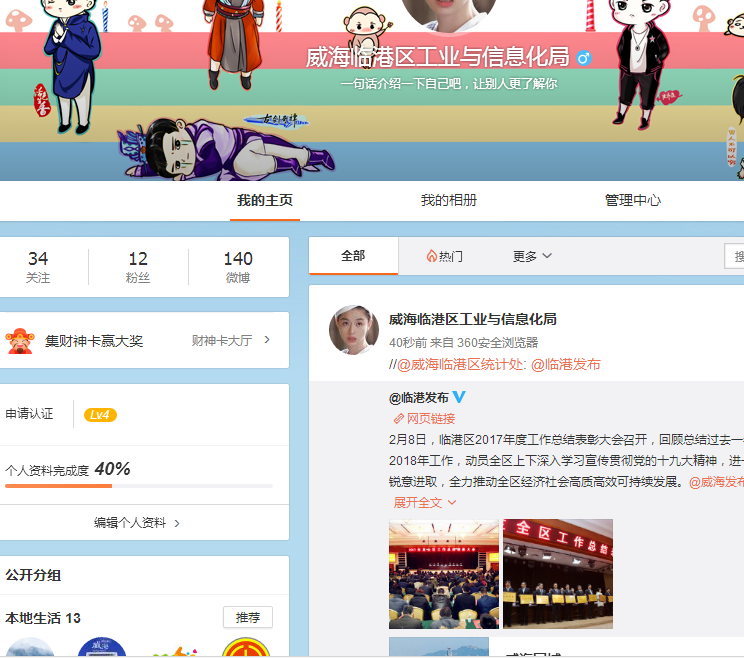 威海临港区工业与信息化局
一句话介绍一下自己吧，让别人更了解你
我的主页
我的相册
管理中心
34
关注
12
粉丝
140
微博
集财神卡赢大奖
财神卡大厅
申请认证
Lv4
个人资料完成度 40%
编辑个人资料
公开分组
本地生活 13
推荐
全部
热门
更多
威海临港区工业与信息化局
40秒前 来自 360安全浏览器
//@威海临港区统计处: @临港发布
@临港发布
网页链接
2月8日，临港区2017年度工作总结表彰大会召开，回顾总结过去一
2018年工作，动员全区上下深入学习宣传贯彻党的十九大精神，进一
锐意进取，全力推动全区经济社会高质高效可持续发展。@威海发布
展开全文
全区工作总结